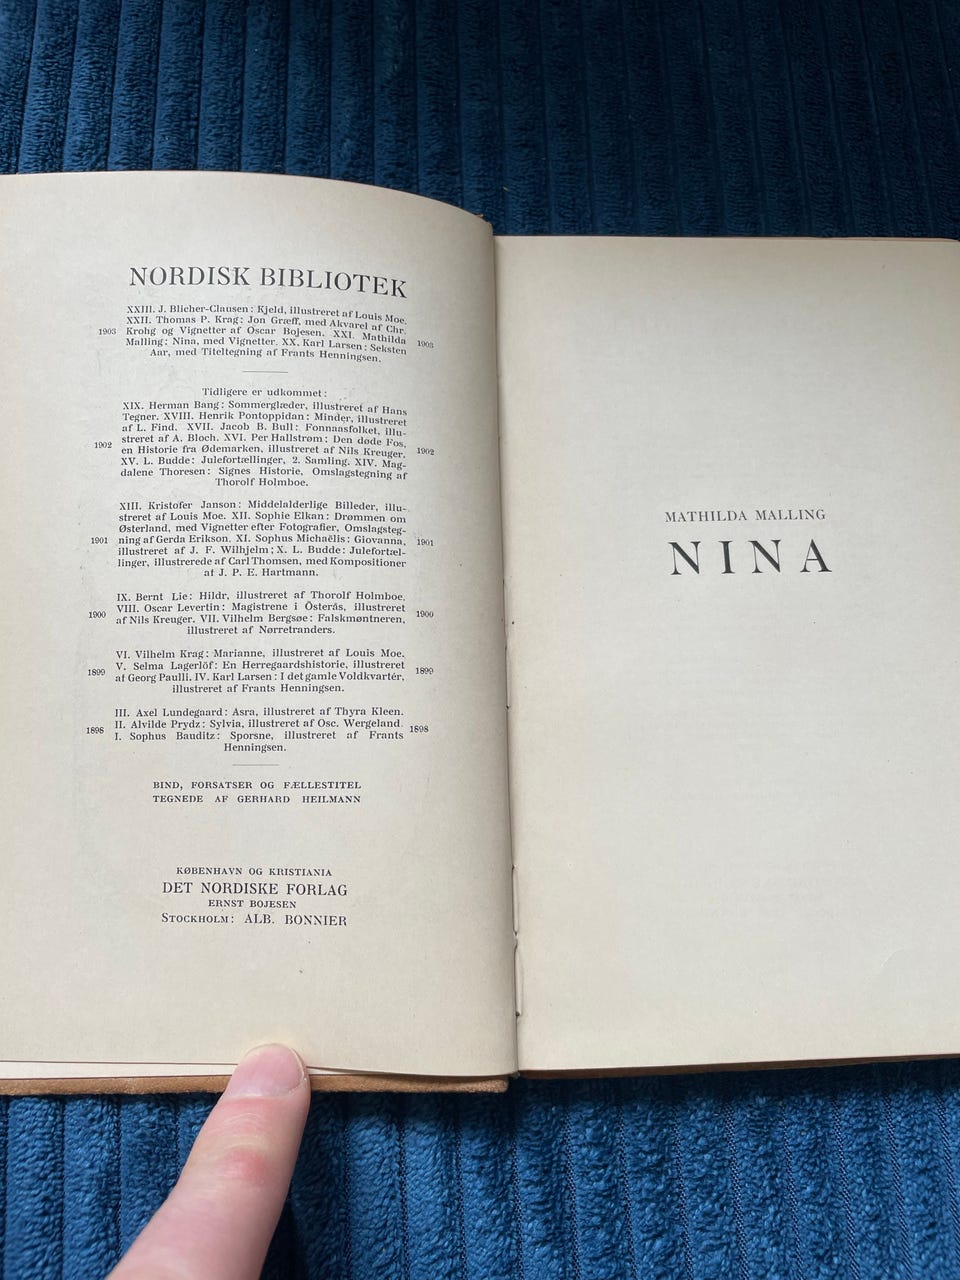 NORDISK BIBLIOTEK
XXIII. J. Blicher-Clausen: Kjeld, illustreret af Louis Moe.
XXII. Thomas P. Krag: Jon Græff, med Akvarel af Chr.
1903 Krohg og Vignetter af Oscar Bojesen. XXI. Mathilda 1903
Malling: Nina, med Vignetter. XX. Karl Larsen: Seksten
Aar, med Titeltegning af Frants Henningsen.
Tidligere er udkommet:
XIX. Herman Bang: Sommerglæder, illustreret af Hans
Tegner. XVIII. Henrik Pontoppidan: Minder, illustreret
af L. Find. XVII. Jacob B. Bull: Fonnaasfolket, illu-
streret af A. Bloch. XVI. Per Hallstrøm: Den døde Fos,
1902 en Historie fra Ødemarken, illustreret af Nils Kreuger. 1902
XV. L. Budde: Julefortællinger, 2. Samling. XIV. Mag-
dalene Thoresen: Signes Historie, Omslagstegning af
Thorolf Holmboe.
XIII. Kristofer Janson: Middelalderlige Billeder, illu-
streret af Louis Moe. XII. Sophie Elkan: Drømmen om
Østerland, med Vignetter efter Fotografier, Omslagsteg-
1901 ning af Gerda Erikson. XI. Sophus Michaëlis: Giovanna, 1901
illustreret af J. F. Wilhjelm; X. L. Budde: Julefortæl-
linger, illustrerede af Carl Thomsen, med Kompositioner
af J. P. E. Hartmann.
IX. Bernt Lie: Hildr, illustreret af Thorolf Holmboe.
1900 VIII. Oscar Levertin: Magistrene i Österås, illustreret 1900
af Nils Kreuger. VII. Vilhelm Bergsøe: Falskmøntneren,
illustreret af Nørretranders.
VI. Vilhelm Krag: Marianne, illustreret af Louis Moe.
V. Selma Lagerlöf: En Herregaardshistorie, illustreret
1899 af Georg Paulli. IV. Karl Larsen: I det gamle Voldkvartér, 1899
illustreret af Frants Henningsen.
III. Axel Lundegaard: Asra, illustreret af Thyra Kleen.
II. Alvilde Prydz: Sylvia, illustreret af Osc. Wergeland.
1898 I. Sophus Bauditz: Sporsne, illustreret af Frants 1898
Henningsen.
BIND, FORSATSER OG FÆLLESTITEL
TEGNEDE AF GERHARD HEILMANN
KØBENHAVN OG KRISTIANIA
DET NORDISKE FORLAG
ERNST BOJESEN
STOCKHOLM: ALB. BONNIER
MATHILDA MALLING
NINA